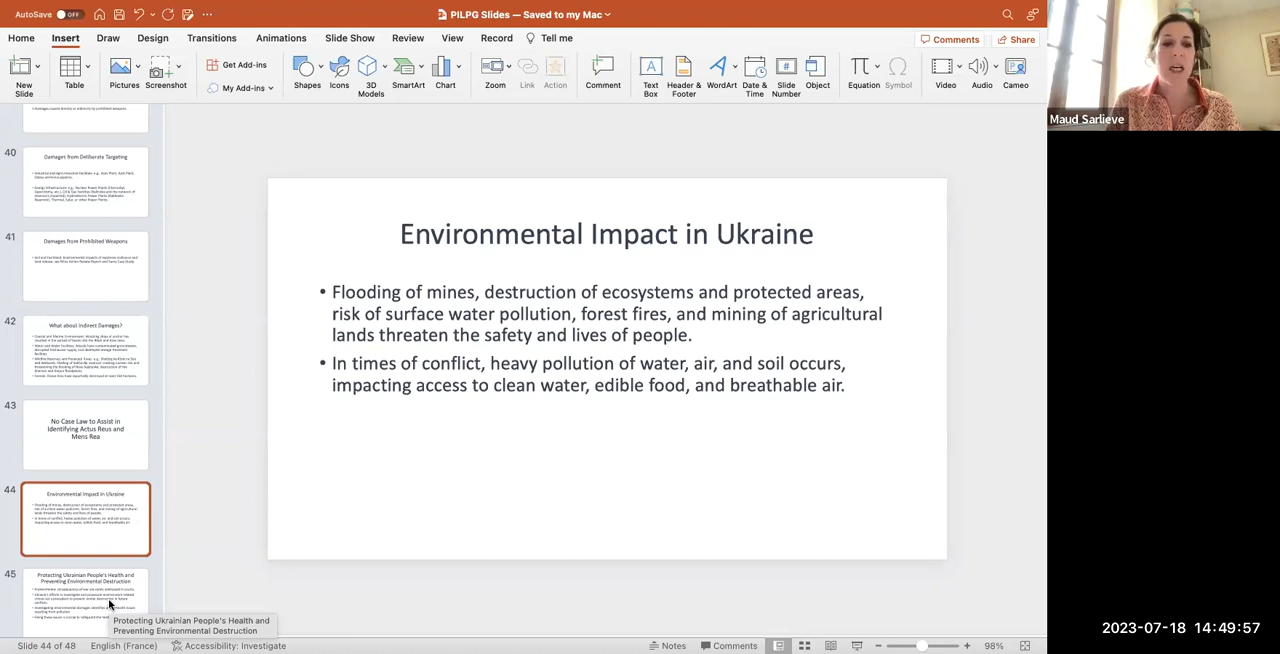 AutoSave OFF
PILPG Slides — Saved to my Mac
Home Insert Draw Design Transitions Animations Slide Show Review View Record Tell me
Comments Share
New Slide
Table
Pictures
Screenshot
Get Add-ins
My Add-ins
Shapes
Icons
3D Models
SmartArt
Chart
Zoom
Link
Action
Comment
Text Box
Header & Footer
WordArt
Date & Time
Slide Number
Object
Equation
Symbol
Video
Audio
Cameo
Maud Sarlieve
40
Damages from Deliberate Targeting
41
Damages from Prohibited Weapons
42
What about Indirect Damages?
43
No Case Law to Assist in
Identifying Actus Reus and
Mens Rea
44
Environmental Impact in Ukraine
45
Protecting Ukrainian People's Health and
Preventing Environmental Destruction
Protecting Ukrainian People's Health and
Preventing Environmental Destruction
Environmental Impact in Ukraine
• Flooding of mines, destruction of ecosystems and protected areas,
risk of surface water pollution, forest fires, and mining of agricultural
lands threaten the safety and lives of people.
• In times of conflict, heavy pollution of water, air, and soil occurs,
impacting access to clean water, edible food, and breathable air.
Slide 44 of 48 English (France) Accessibility: Investigate
Notes Comments 98%
2023-07-18 14:49:57